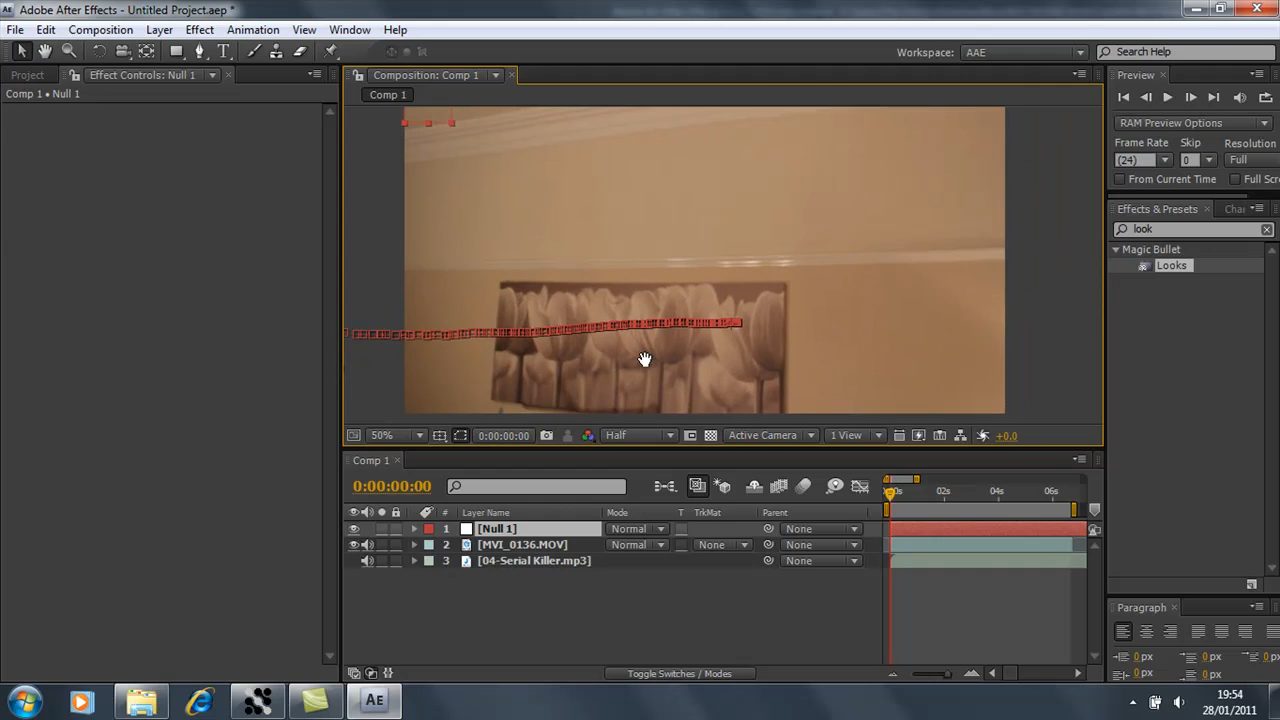 Adobe After Effects - Untitled Project.aep *
File Edit Composition Layer Effect Animation View Window Help
Workspace: AAE Search Help
Project Effect Controls: Null 1
Comp 1 • Null 1
Composition: Comp 1
Comp 1
Preview
RAM Preview Options
Frame Rate Skip Resolution
(24) 0 Full
From Current Time Full Scr
Effects & Presets Char
look
Magic Bullet
Looks
50% 0:00:00:00 Half Active Camera 1 View +0.0
Comp 1
0:00:00:00
02s 04s 06s
# Layer Name Mode T TrkMat Parent
1 [Null 1] Normal None
2 [MVI_0136.MOV] Normal None None
3 [04-Serial Killer.mp3] None
Toggle Switches / Modes
Paragraph
0 px 0 px 0 px
0 px 0 px
19:54
28/01/2011